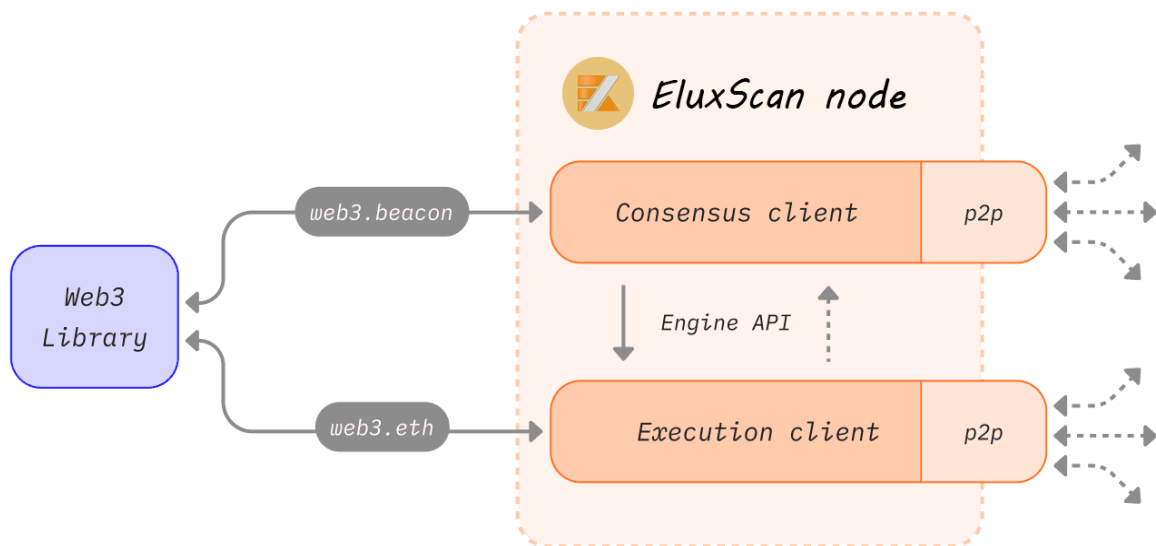 EluxScan node
web3.beacon
Consensus client
p2p
Web3
Library
Engine API
web3.eth
Execution client
p2p